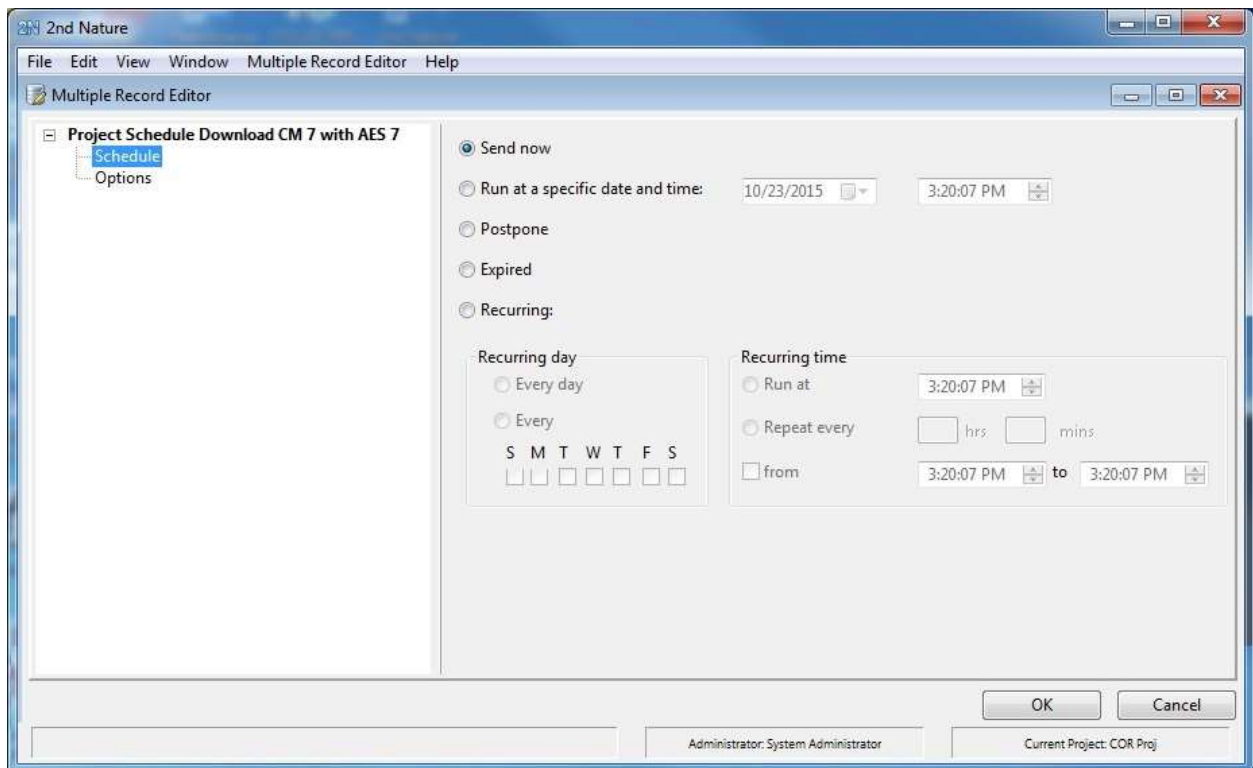 2N 2nd Nature
File Edit View Window Multiple Record Editor Help
Multiple Record Editor
Project Schedule Download CM 7 with AES 7
Schedule
Options
Send now
Run at a specific date and time: 10/23/2015 3:20:07 PM
Postpone
Expired
Recurring:
Recurring day
Every day
Every
S M T W T F S
Recurring time
Run at 3:20:07 PM
Repeat every hrs mins
from 3:20:07 PM to 3:20:07 PM
OK Cancel
Administrator: System Administrator Current Project: COR Proj